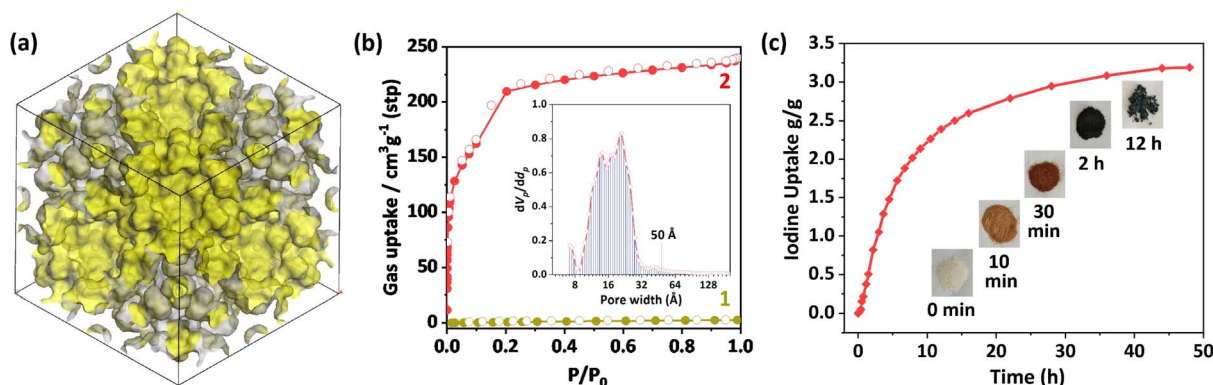 (a)
(b)
Gas uptake / cm³g⁻¹ (stp)
250
200
150
100
50
0
0.0
0.2
0.4
0.6
0.8
1.0
P/P₀
2
1
dVₚ/ddₚ
1.0
0.8
0.6
0.4
0.2
0.0
8
16
32
64
128
Pore width (Å)
50 Å
(c)
Iodine Uptake g/g
3.5
3.0
2.5
2.0
1.5
1.0
0.5
0.0
0
10
20
30
40
50
Time (h)
0 min
10
min
30
min
2 h
12 h